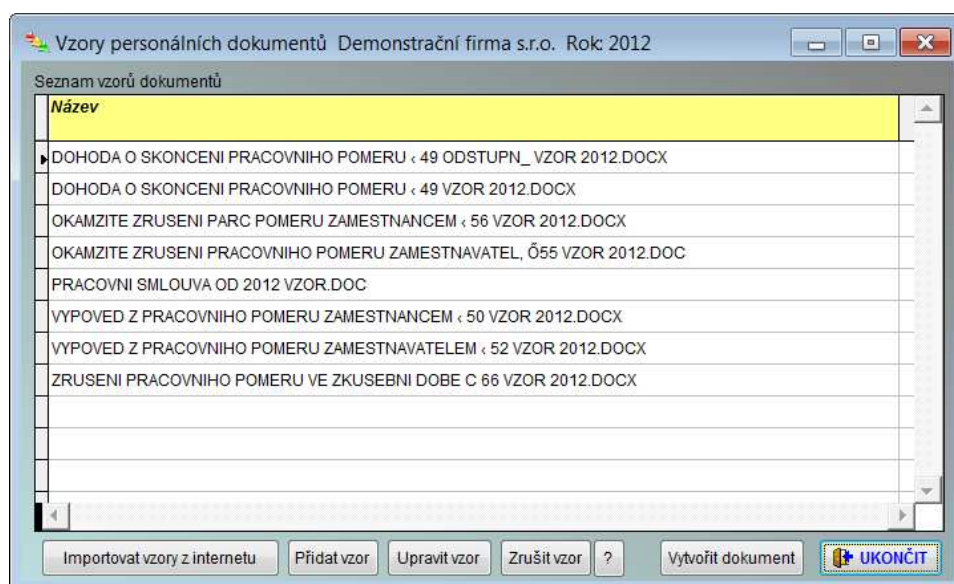 Vzory personálních dokumentů Demonstrační firma s.r.o. Rok: 2012
Seznam vzorů dokumentů
Název
DOHODA O SKONCENI PRACOVNIHO POMERU ‹ 49 ODSTUPN_ VZOR 2012.DOCX
DOHODA O SKONCENI PRACOVNIHO POMERU ‹ 49 VZOR 2012.DOCX
OKAMZITE ZRUSENI PARC POMERU ZAMESTNANCEM ‹ 56 VZOR 2012.DOCX
OKAMZITE ZRUSENI PRACOVNIHO POMERU ZAMESTNAVATEL, Ő55 VZOR 2012.DOC
PRACOVNI SMLOUVA OD 2012 VZOR.DOC
VYPOVED Z PRACOVNIHO POMERU ZAMESTNANCEM ‹ 50 VZOR 2012.DOCX
VYPOVED Z PRACOVNIHO POMERU ZAMESTNAVATELEM ‹ 52 VZOR 2012.DOCX
ZRUSENI PRACOVNIHO POMERU VE ZKUSEBNI DOBE C 66 VZOR 2012.DOCX
Importovat vzory z internetu Přidat vzor Upravit vzor Zrušit vzor ? Vytvořit dokument UKONČIT